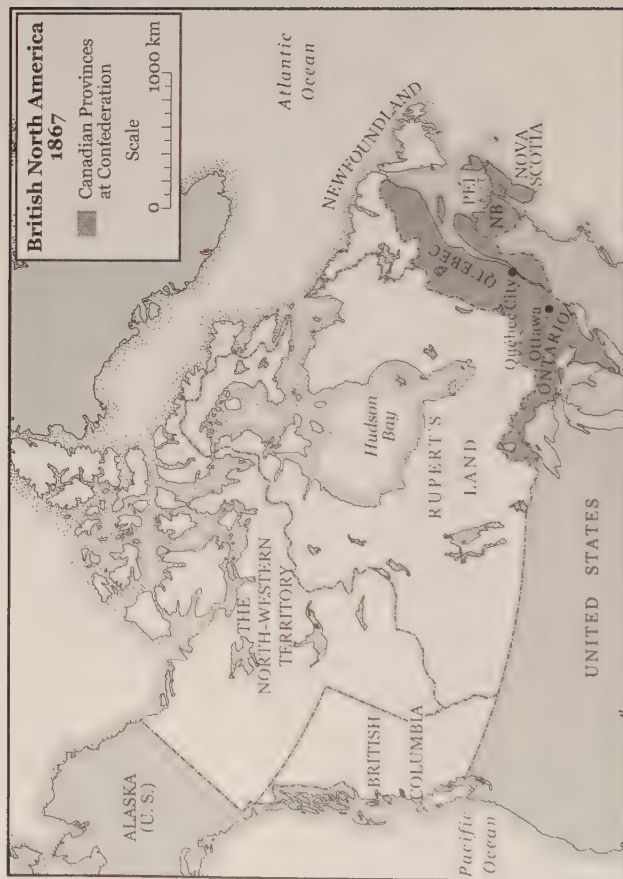 British North America
1867
Canadian Provinces
at Confederation
Scale
0 1000 km
Atlantic
Ocean
ALASKA
(U. S.)
THE
NORTH-WESTERN
TERRITORY
BRITISH
COLUMBIA
Pacific
Ocean
Hudson
Bay
RUPERT'S
LAND
NEWFOUNDLAND
QUEBEC
PEI
NB
NOVA
SCOTIA
Quebec City
Ottawa
ONTARIO
UNITED STATES